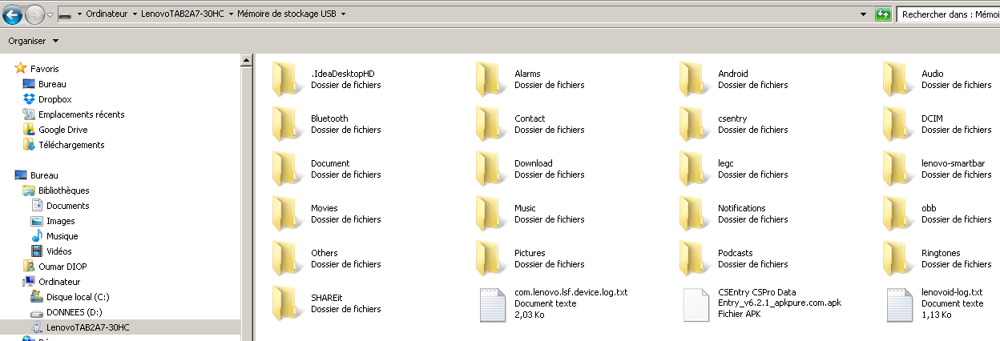 Ordinateur LenovoTAB2A7-30HC Mémoire de stockage USB
Rechercher dans : Mémoi
Organiser
Favoris
Bureau
Dropbox
Emplacements récents
Google Drive
Téléchargements
Bureau
Bibliothèques
Documents
Images
Musique
Vidéos
Oumar DIOP
Ordinateur
Disque local (C:)
DONNEES (D:)
LenovoTAB2A7-30HC
.IdeaDesktopHD
Dossier de fichiers
Alarms
Dossier de fichiers
Android
Dossier de fichiers
Audio
Dossier de fichiers
Bluetooth
Dossier de fichiers
Contact
Dossier de fichiers
csentry
Dossier de fichiers
DCIM
Dossier de fichiers
Document
Dossier de fichiers
Download
Dossier de fichiers
legc
Dossier de fichiers
lenovo-smartbar
Dossier de fichiers
Movies
Dossier de fichiers
Music
Dossier de fichiers
Notifications
Dossier de fichiers
obb
Dossier de fichiers
Others
Dossier de fichiers
Pictures
Dossier de fichiers
Podcasts
Dossier de fichiers
Ringtones
Dossier de fichiers
SHAREit
Dossier de fichiers
com.lenovo.lsf.device.log.txt
Document texte
2,03 Ko
CSEntry CSPro Data
Entry_v6.2.1_apkpure.com.apk
Fichier APK
lenovoid-log.txt
Document texte
1,13 Ko